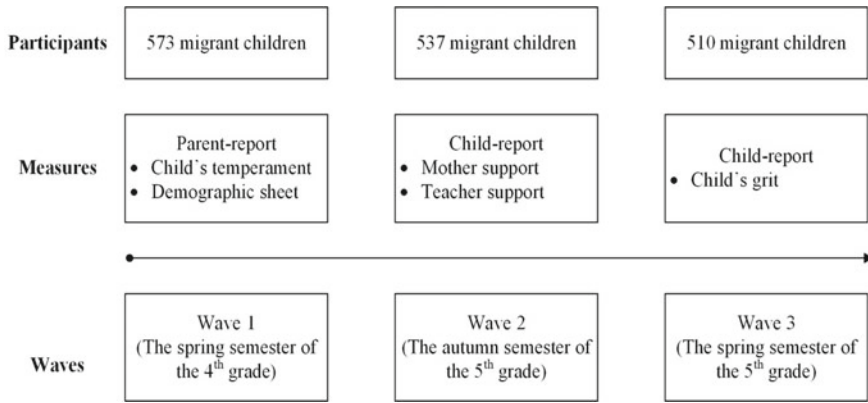 Participants
573 migrant children
537 migrant children
510 migrant children
Measures
Parent-report
• Child`s temperament
• Demographic sheet
Child-report
• Mother support
• Teacher support
Child-report
• Child`s grit
Waves
Wave 1
(The spring semester of
the 4th grade)
Wave 2
(The autumn semester of
the 5th grade)
Wave 3
(The spring semester of
the 5th grade)